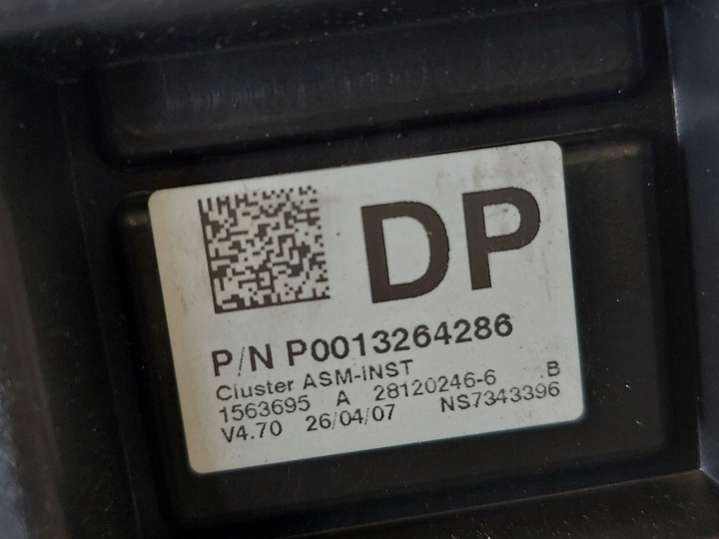 DP
P/N P0013264286
Cluster ASM-INST
1563695 A 28120246-6 B
V4.70 26/04/07 NS7343396